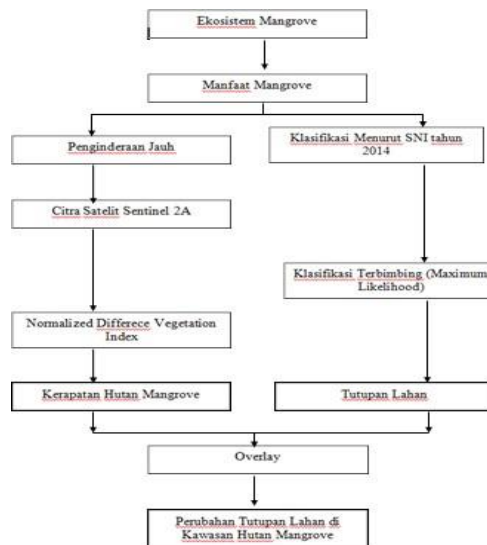 Ekosistem Mangrove
Manfaat Mangrove
Penginderaan Jauh
Klasifikasi Menurut SNI tahun
2014
Citra Satelit Sentinel 2A
Klasifikasi Terbimbing (Maximum
Likelihood)
Normalized Differece Vegetation
Index
Kerapatan Hutan Mangrove
Tutupan Lahan
Overlay
Perubahan Tutupan Lahan di
Kawasan Hutan Mangrove